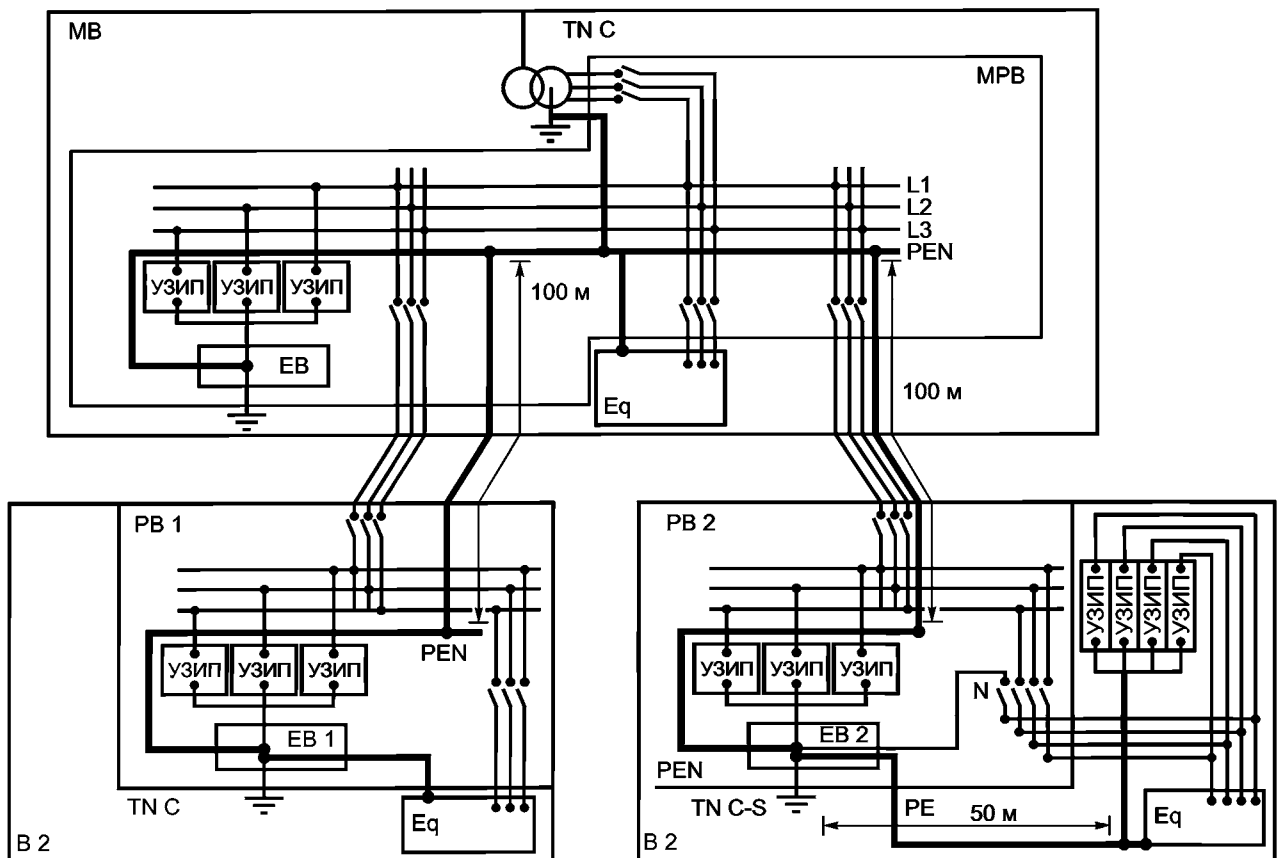 MB
TN C
MPB
L1
L2
L3
PEN
УЗИП УЗИП УЗИП
100 м
EB
Eq
100 м
PB 1
PEN
УЗИП УЗИП УЗИП
EB 1
TN C
Eq
B 2
PB 2
УЗИП УЗИП УЗИП УЗИП
УЗИП УЗИП УЗИП
N
EB 2
PEN
TN C-S
PE
50 м
Eq
B 2